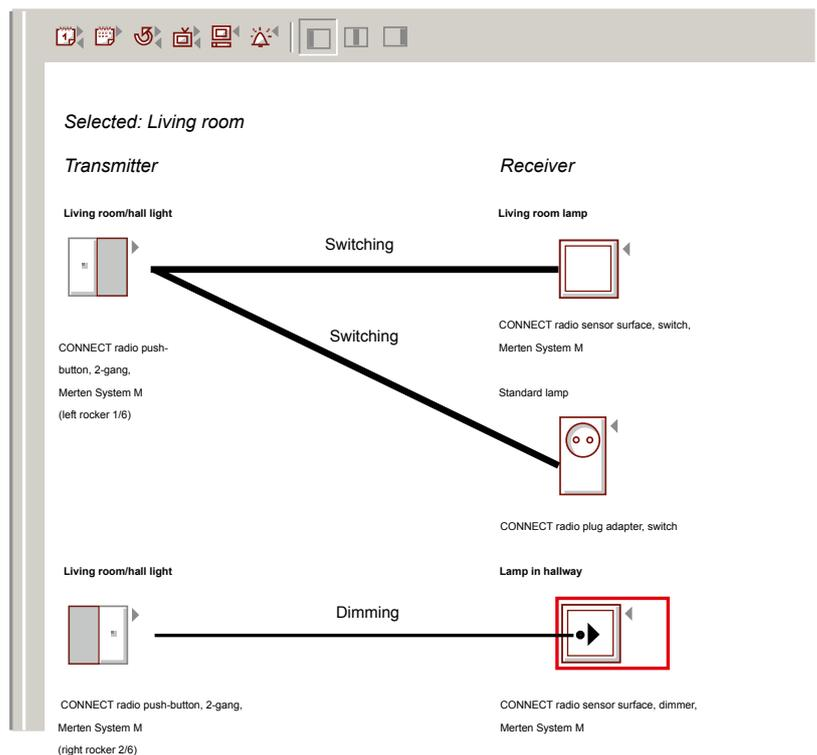 Selected: Living room
Transmitter
Receiver
Living room/hall light
Living room lamp
Switching
CONNECT radio push-
button, 2-gang,
Merten System M
(left rocker 1/6)
Switching
CONNECT radio sensor surface, switch,
Merten System M
Standard lamp
CONNECT radio plug adapter, switch
Living room/hall light
Lamp in hallway
Dimming
CONNECT radio push-button, 2-gang,
Merten System M
(right rocker 2/6)
CONNECT radio sensor surface, dimmer,
Merten System M